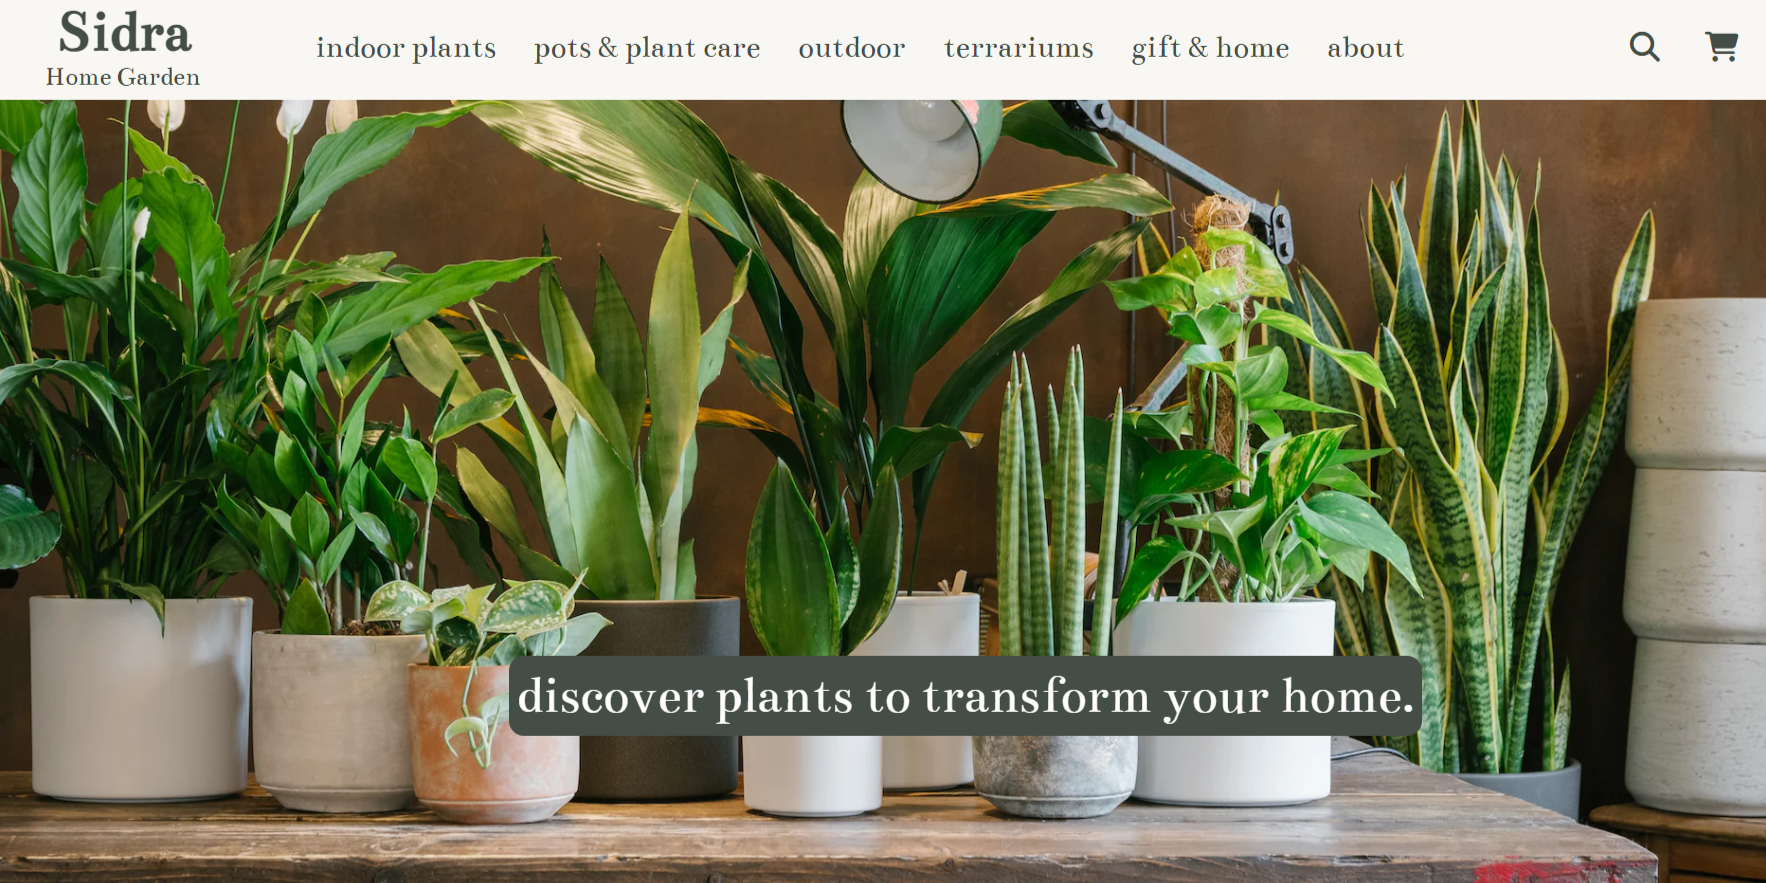 Sidra
Home Garden
indoor plants
pots & plant care
outdoor
terrariums
gift & home
about
discover plants to transform your home.